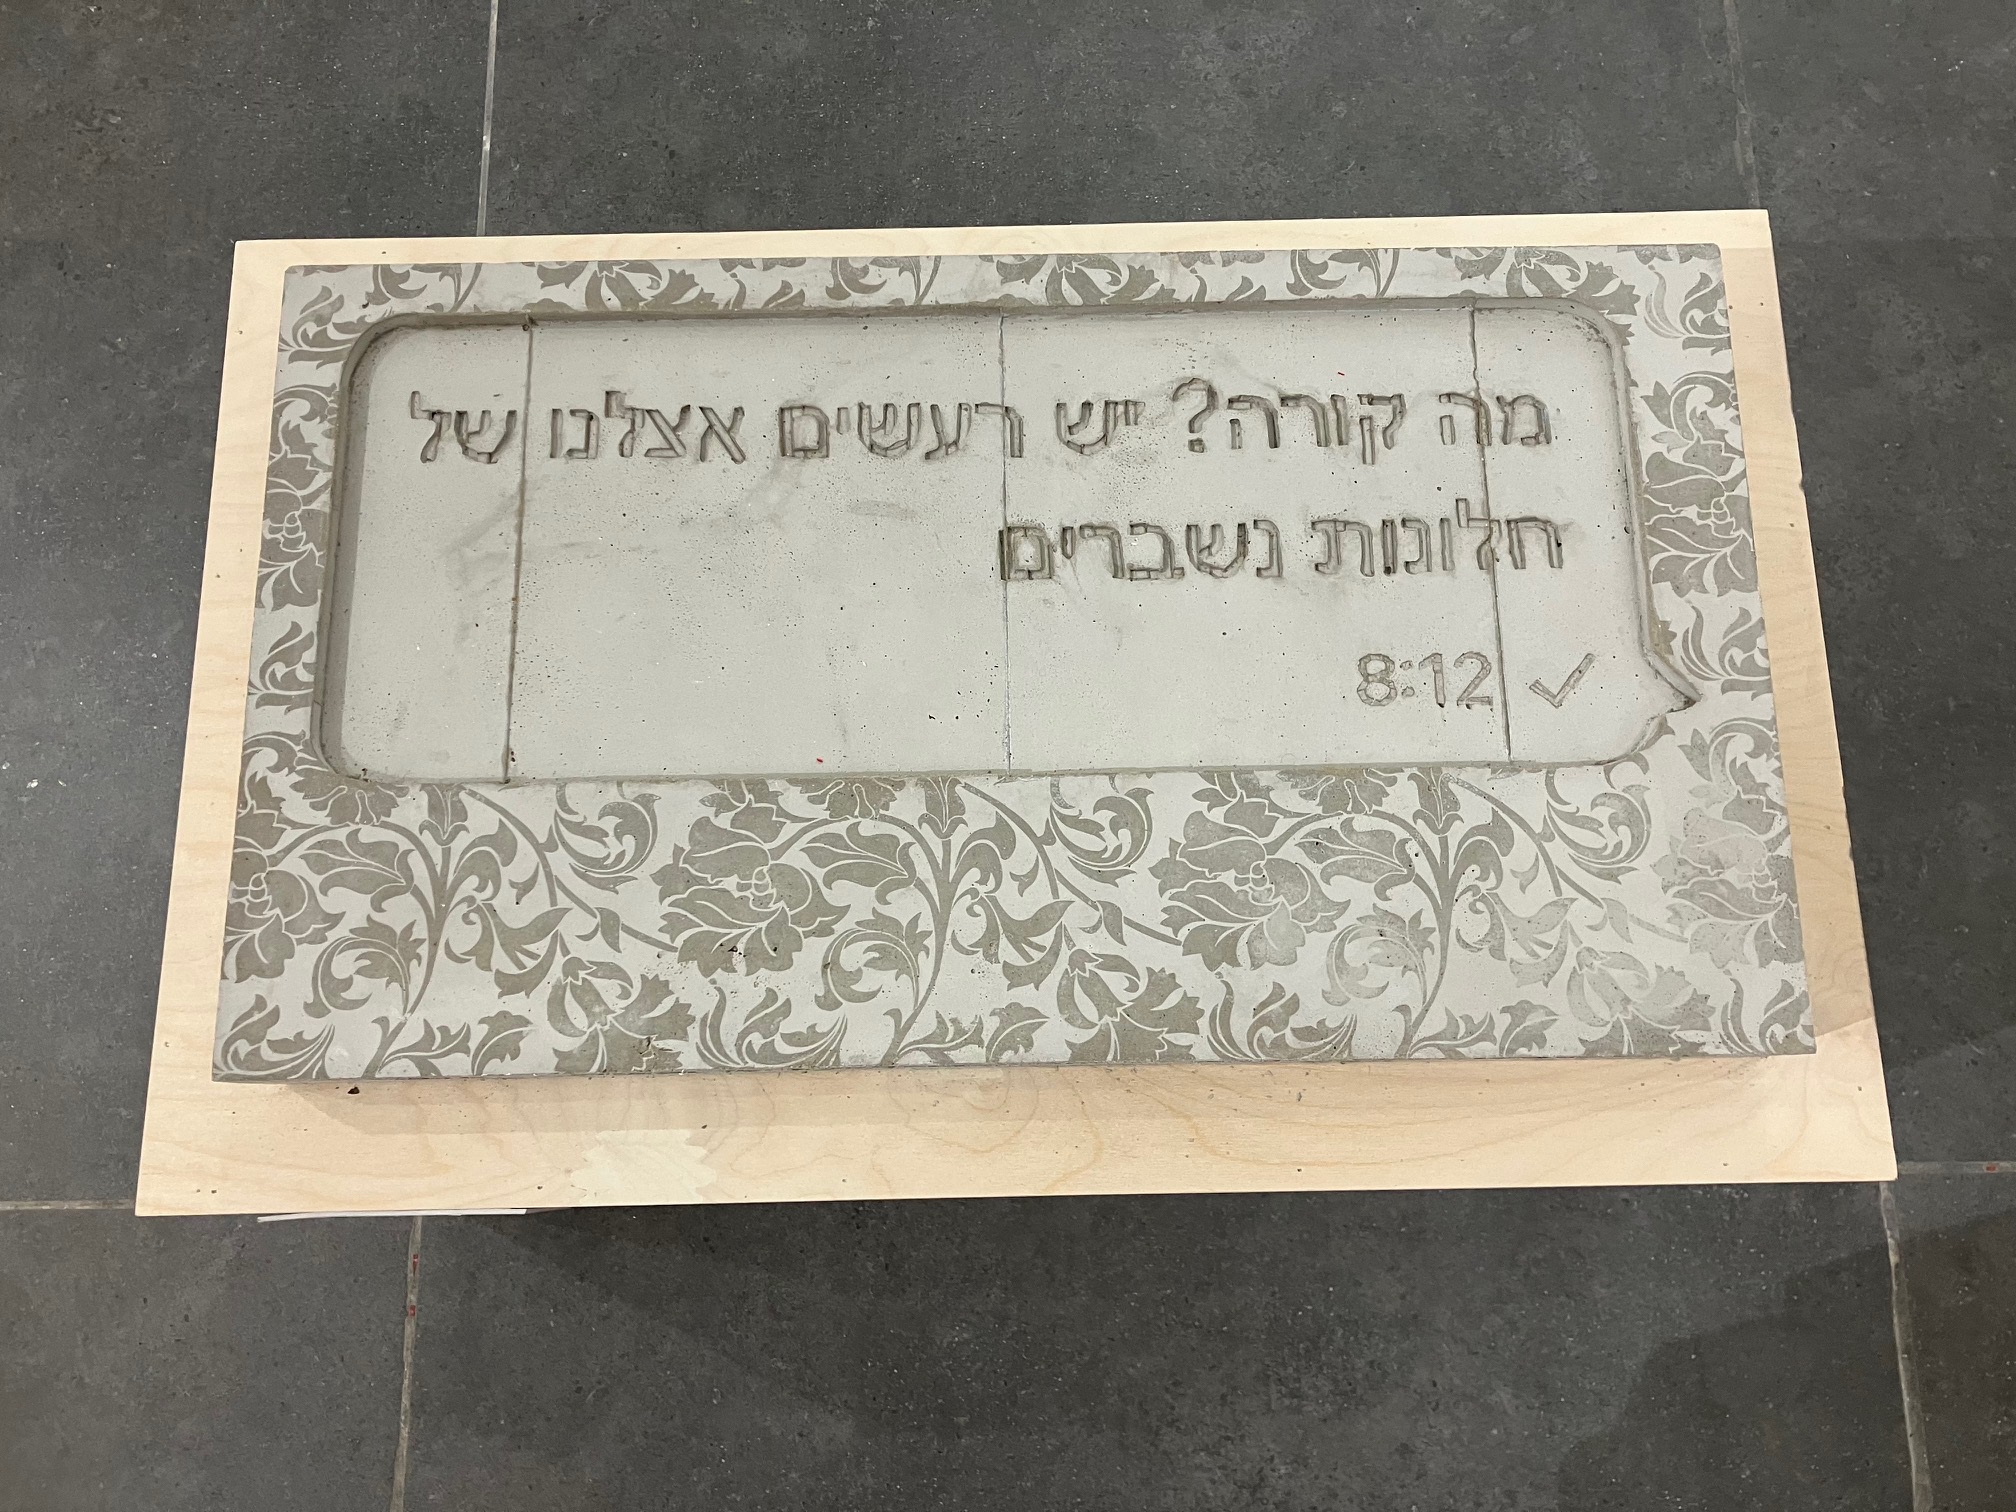 מה קורה? יש רעשים אצלנו של
חלונות נשברים
8:12 ✓